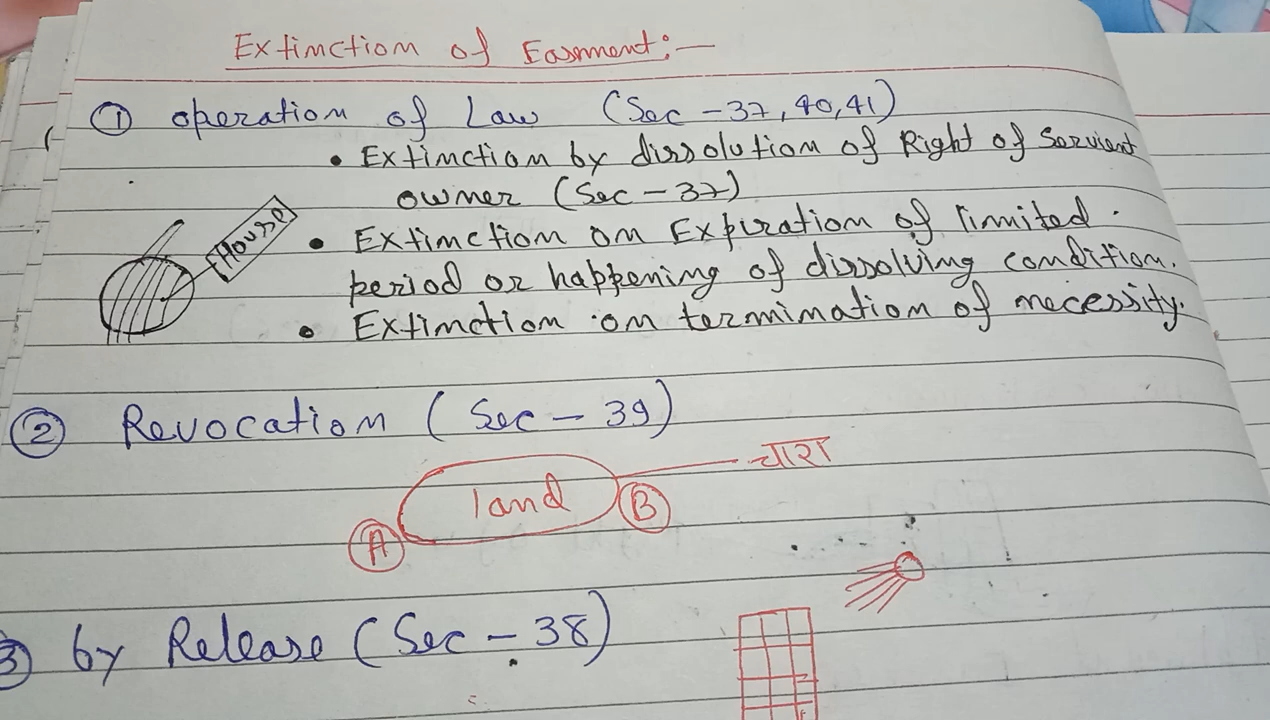 Extinction of Easment:—
① operation of Law (Sec – 37, 40, 41)
• Extinction by dissolution of Right of Servient
owner (Sec – 37)
House
• Extinction on Expiration of limited
period or happening of dissolving condition.
• Extinction on termination of necessity.
② Revocation (Sec – 39)
चारा
land
A B
③ by Release (Sec – 38)